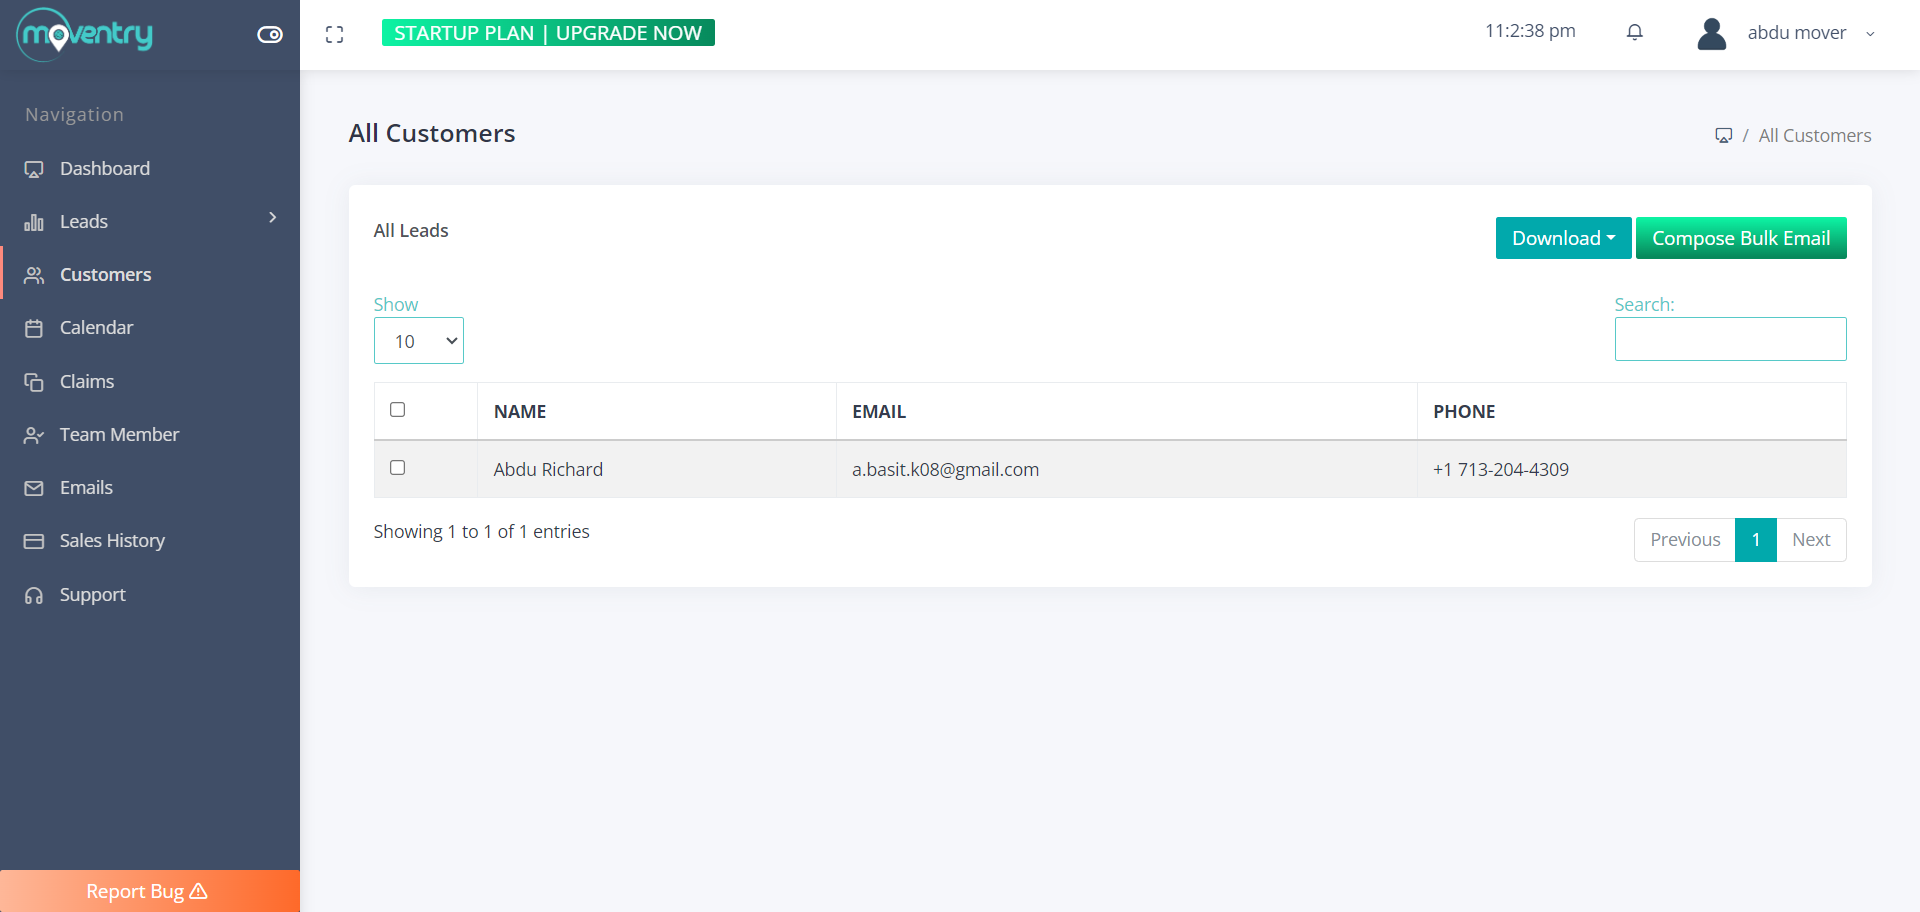 moventry
STARTUP PLAN | UPGRADE NOW
11:2:38 pm
abdu mover
Navigation
Dashboard
Leads
Customers
Calendar
Claims
Team Member
Emails
Sales History
Support
Report Bug
All Customers
/ All Customers
All Leads
Download
Compose Bulk Email
Show
10
Search:
NAME EMAIL PHONE
Abdu Richard a.basit.k08@gmail.com +1 713-204-4309
Showing 1 to 1 of 1 entries
Previous 1 Next